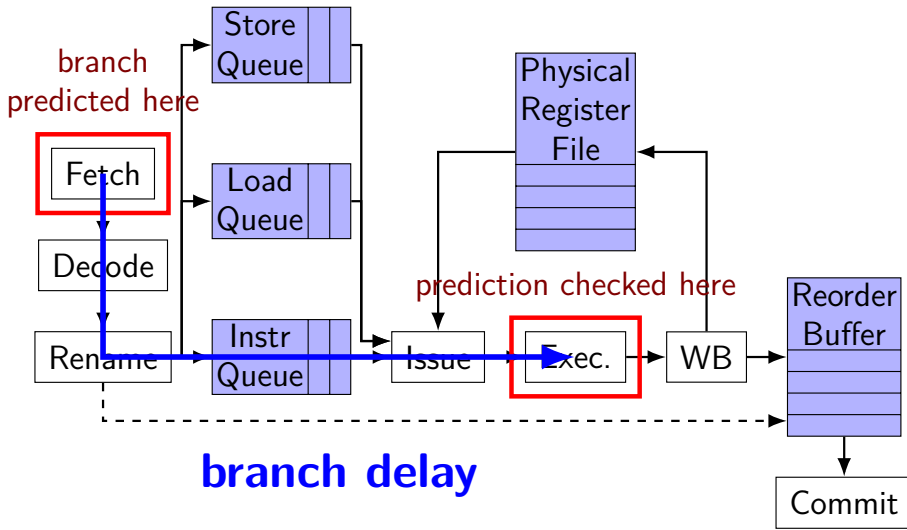 Store
Queue
branch
predicted here
Physical
Register
File
Fetch
Load
Queue
Decode
prediction checked here
Reorder
Buffer
Rename
Instr
Queue
Issue
Exec.
WB
branch delay
Commit